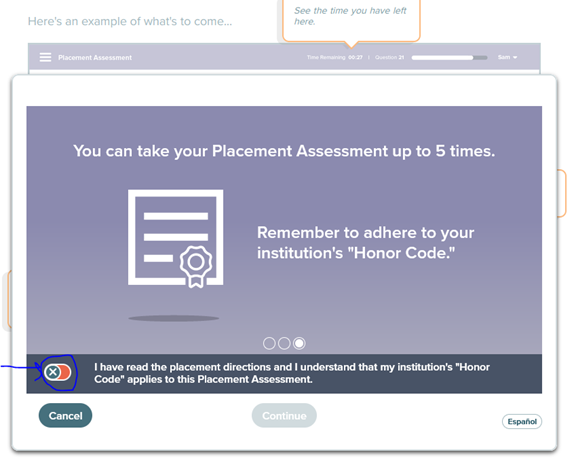 Here's an example of what's to come...
See the time you have left
here.
Placement Assessment
Time Remaining 00:27 | Question 21
Sam
You can take your Placement Assessment up to 5 times.
Remember to adhere to your
institution's "Honor Code."
I have read the placement directions and I understand that my institution's "Honor
Code" applies to this Placement Assessment.
Cancel
Continue
Español